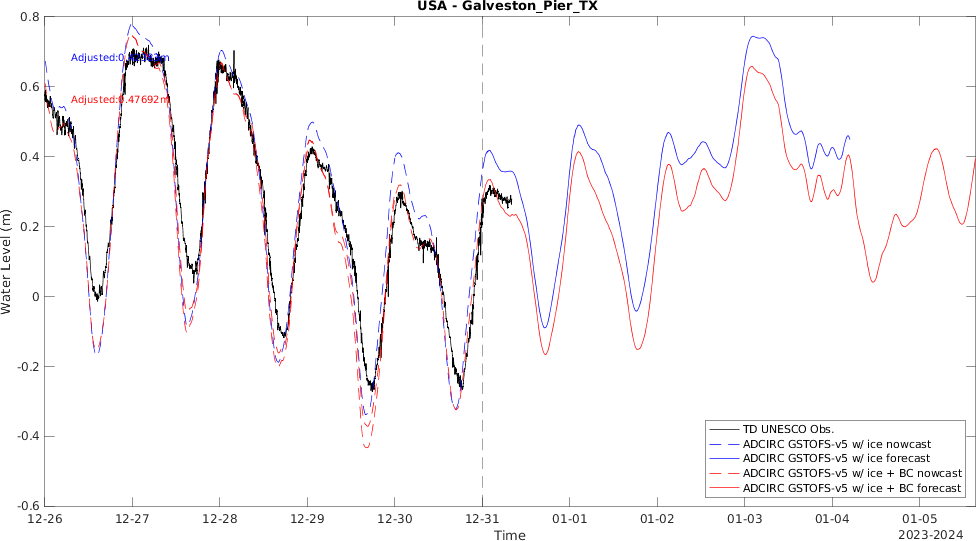 USA - Galveston_Pier_TX
0.8
0.6
0.4
0.2
0
-0.2
-0.4
-0.6
Water Level (m)
Adjusted:0.
Adjusted:0.47692m
TD UNESCO Obs.
ADCIRC GSTOFS-v5 w/ ice nowcast
ADCIRC GSTOFS-v5 w/ ice forecast
ADCIRC GSTOFS-v5 w/ ice + BC nowcast
ADCIRC GSTOFS-v5 w/ ice + BC forecast
12-26 12-27 12-28 12-29 12-30 12-31 01-01 01-02 01-03 01-04 01-05
Time
2023-2024